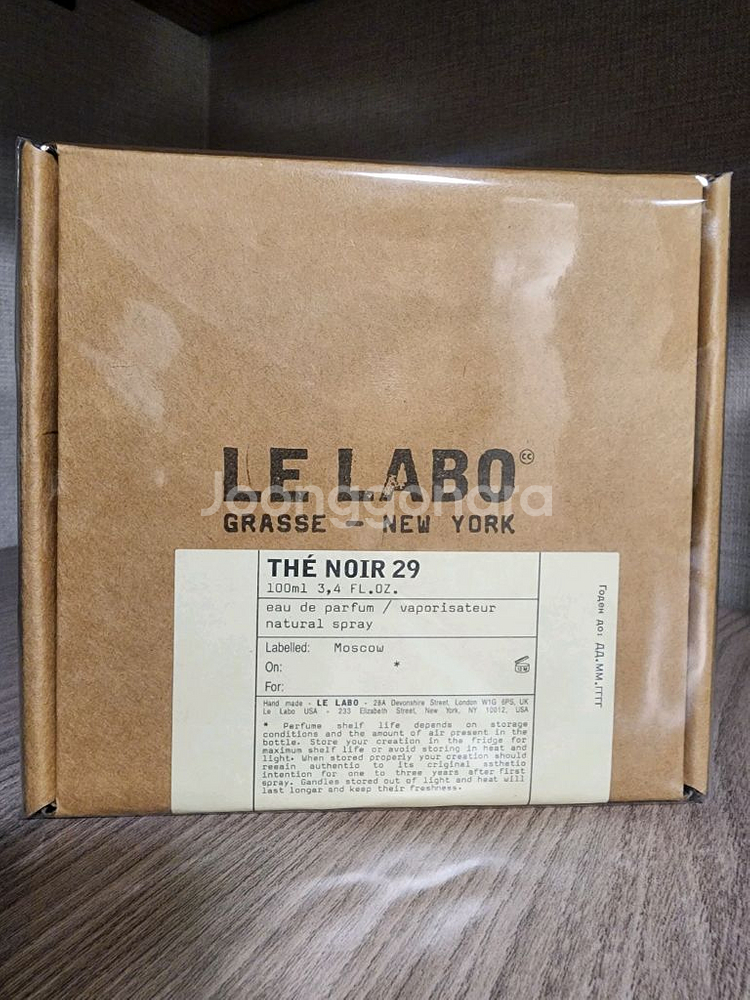 LE LABO
Joonggonara
GRASSE — NEW YORK
THÉ NOIR 29
100ml 3,4 FL.OZ.
eau de parfum / vaporisateur
natural spray
Labelled: Moscow
On: *
12M
For:
Hand made - LE LABO - 28A Devonshire Street, London W1G 6PS, UK
Le Labo USA - 233 Elizabeth Street, New York, NY 10012, USA
* Perfume shelf life depends on storage
conditions and the amount of air present in the
bottle. Store your creation in the fridge for
maximum shelf life or avoid storing in heat and
light. When stored properly your creation should
remain authentic to its original asthetic
intention for one to three years after first
spray. Candles stored out of light and heat will
last longar and keep their freshness.
Годен до: ДД.ММ.ГГГГ